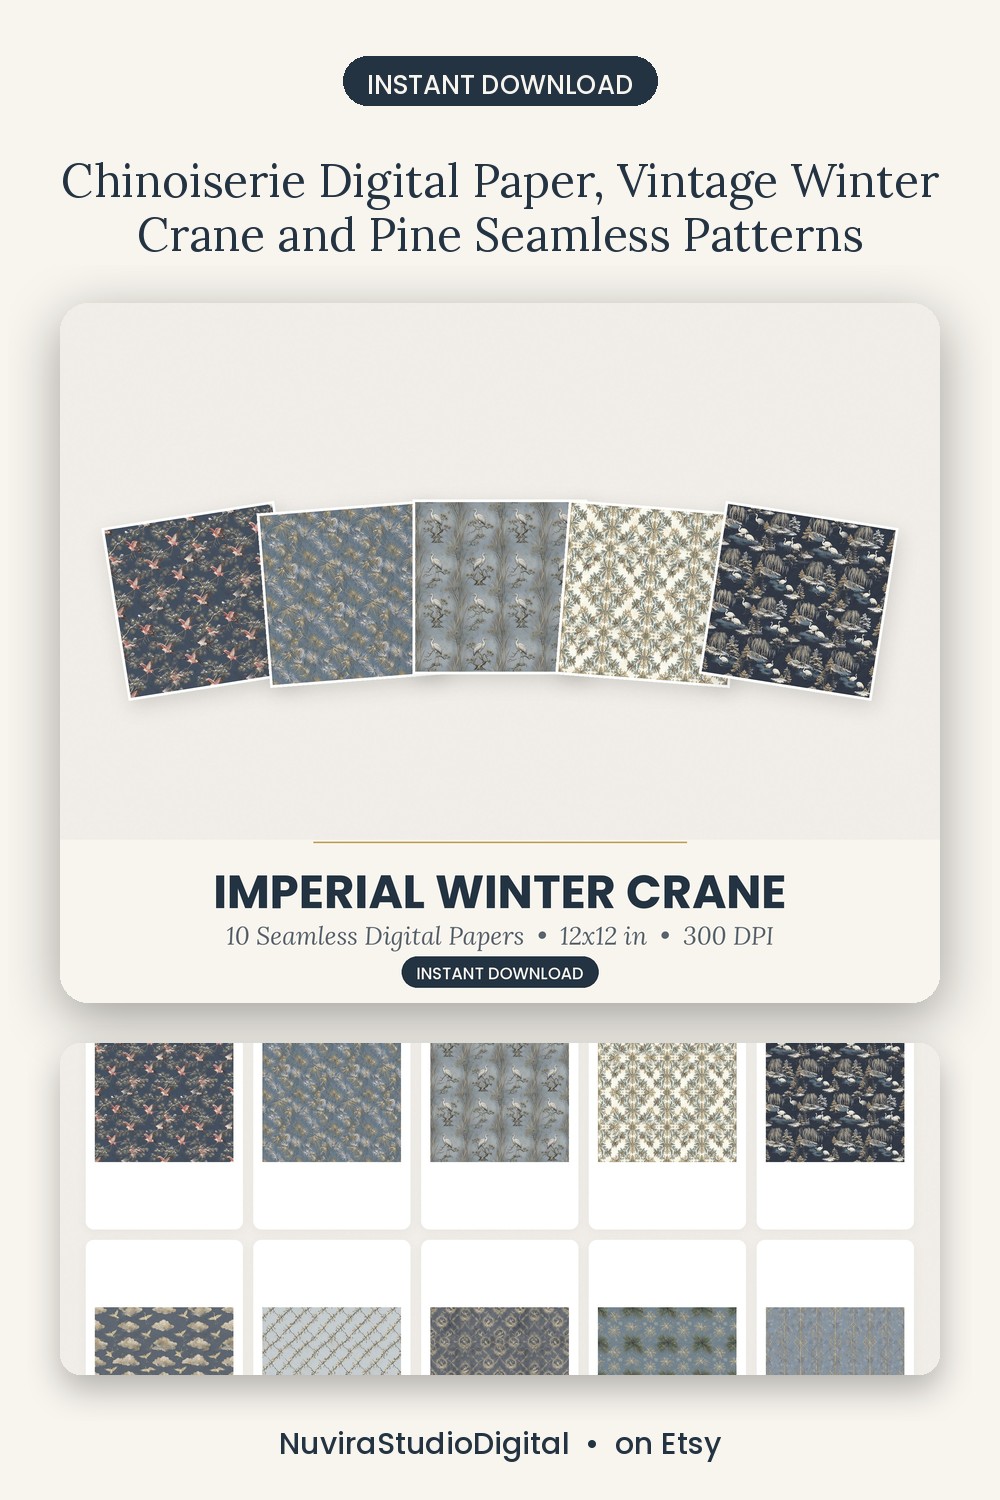 INSTANT DOWNLOAD
Chinoiserie Digital Paper, Vintage Winter
Crane and Pine Seamless Patterns
IMPERIAL WINTER CRANE
10 Seamless Digital Papers • 12x12 in • 300 DPI
INSTANT DOWNLOAD
NuviraStudioDigital • on Etsy